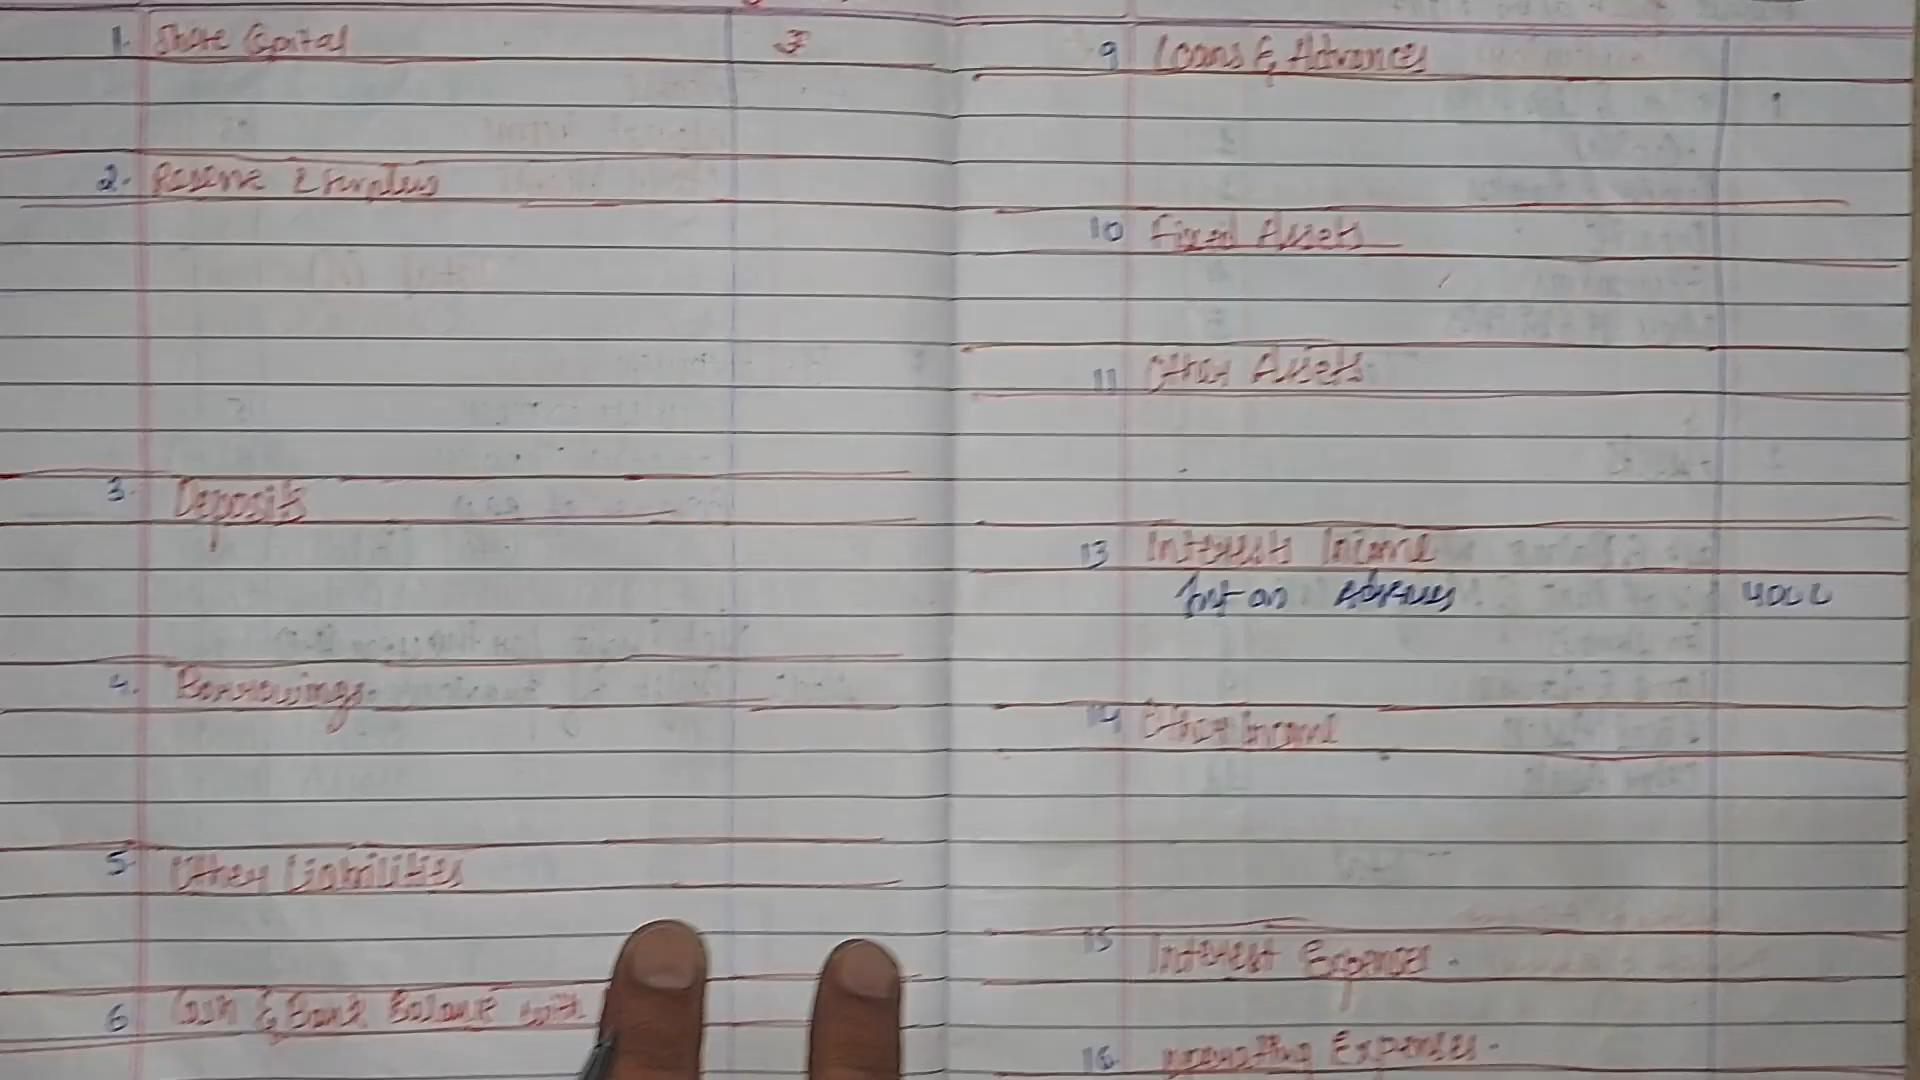 1. Share Capital
2. Reserve & Surplus
3. Deposits
4. Borrowings.
5. Other Liabilities
6 Cash & Bank Balance with
9 Loans & Advances
10 Fixed Assets
11 Other Assets
13 Interest Income
Int on
14 Other Income
15 Interest Expenses.
16. Operating Expenses.